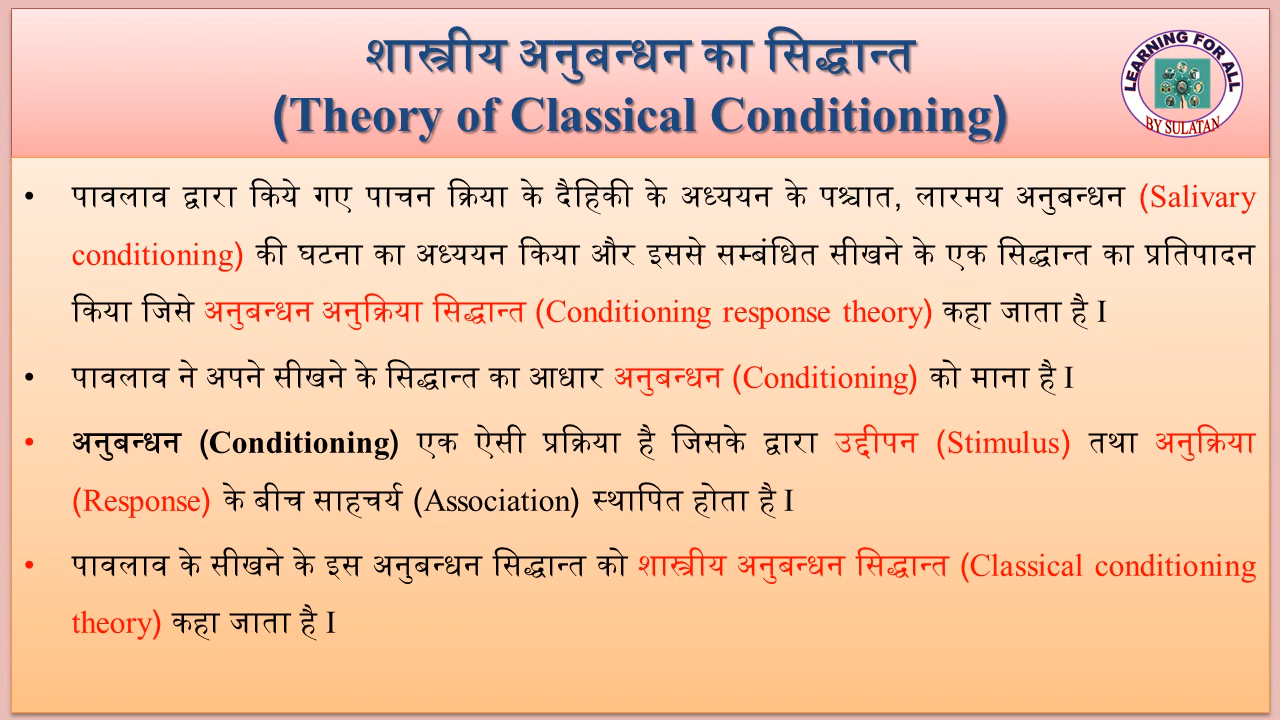 शास्त्रीय अनुबन्धन का सिद्धान्त
(Theory of Classical Conditioning)
LEARNING FOR ALL
BY SULATAN
• पावलाव द्वारा किये गए पाचन क्रिया के दैहिकी के अध्ययन के पश्चात, लारमय अनुबन्धन (Salivary
conditioning) की घटना का अध्ययन किया और इससे सम्बंधित सीखने के एक सिद्धान्त का प्रतिपादन
किया जिसे अनुबन्धन अनुक्रिया सिद्धान्त (Conditioning response theory) कहा जाता है I
• पावलाव ने अपने सीखने के सिद्धान्त का आधार अनुबन्धन (Conditioning) को माना है I
• अनुबन्धन (Conditioning) एक ऐसी प्रक्रिया है जिसके द्वारा उद्दीपन (Stimulus) तथा अनुक्रिया
(Response) के बीच साहचर्य (Association) स्थापित होता है I
• पावलाव के सीखने के इस अनुबन्धन सिद्धान्त को शास्त्रीय अनुबन्धन सिद्धान्त (Classical conditioning
theory) कहा जाता है I